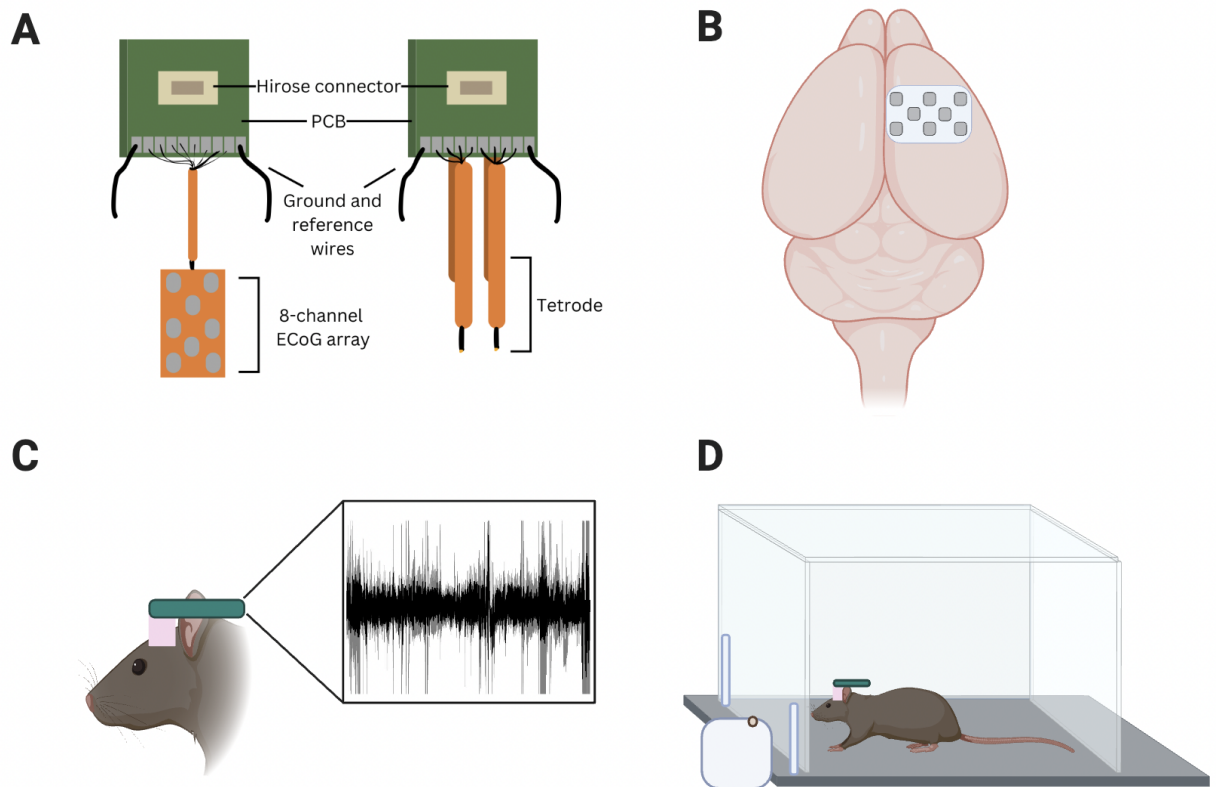 A
B
Hirose connector
PCB
Ground and
reference
wires
8-channel
ECoG array
Tetrode
C
D